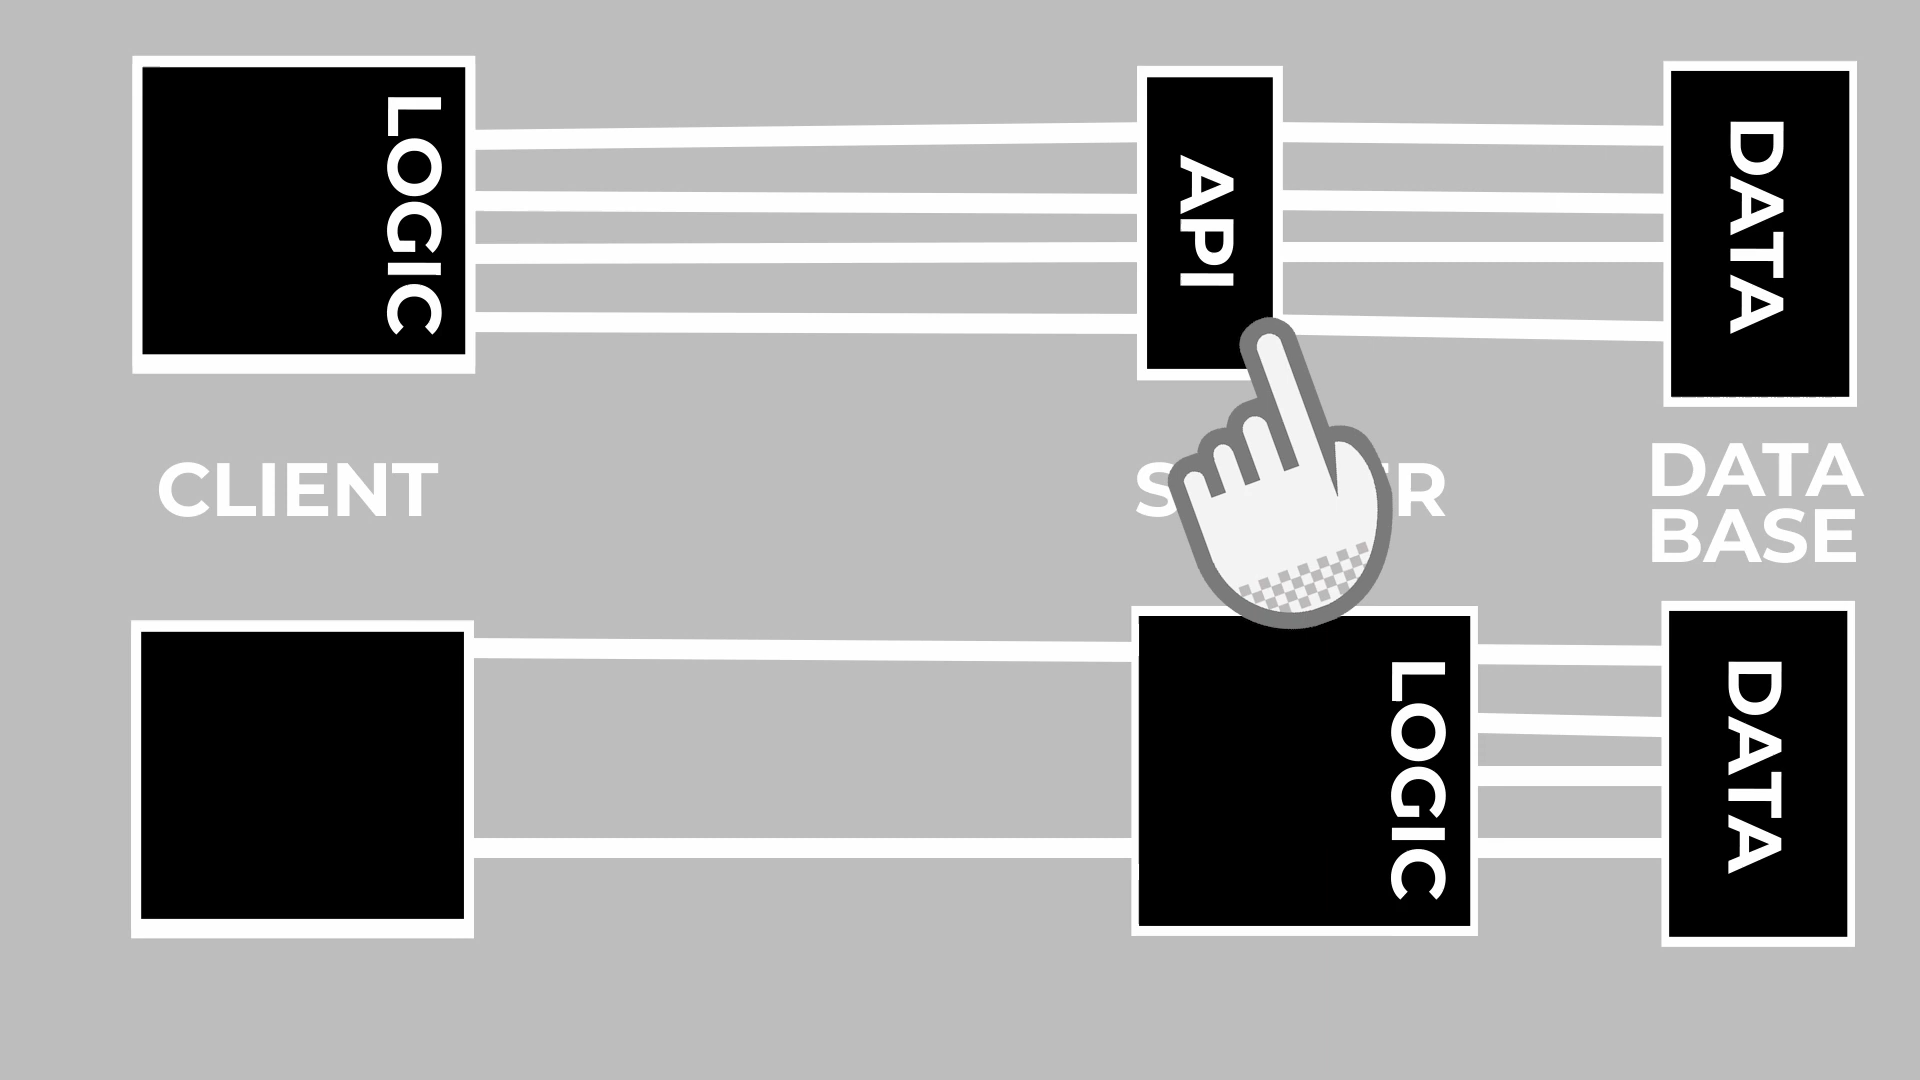 LOGIC
API
DATA
CLIENT
DATA
BASE
LOGIC
DATA